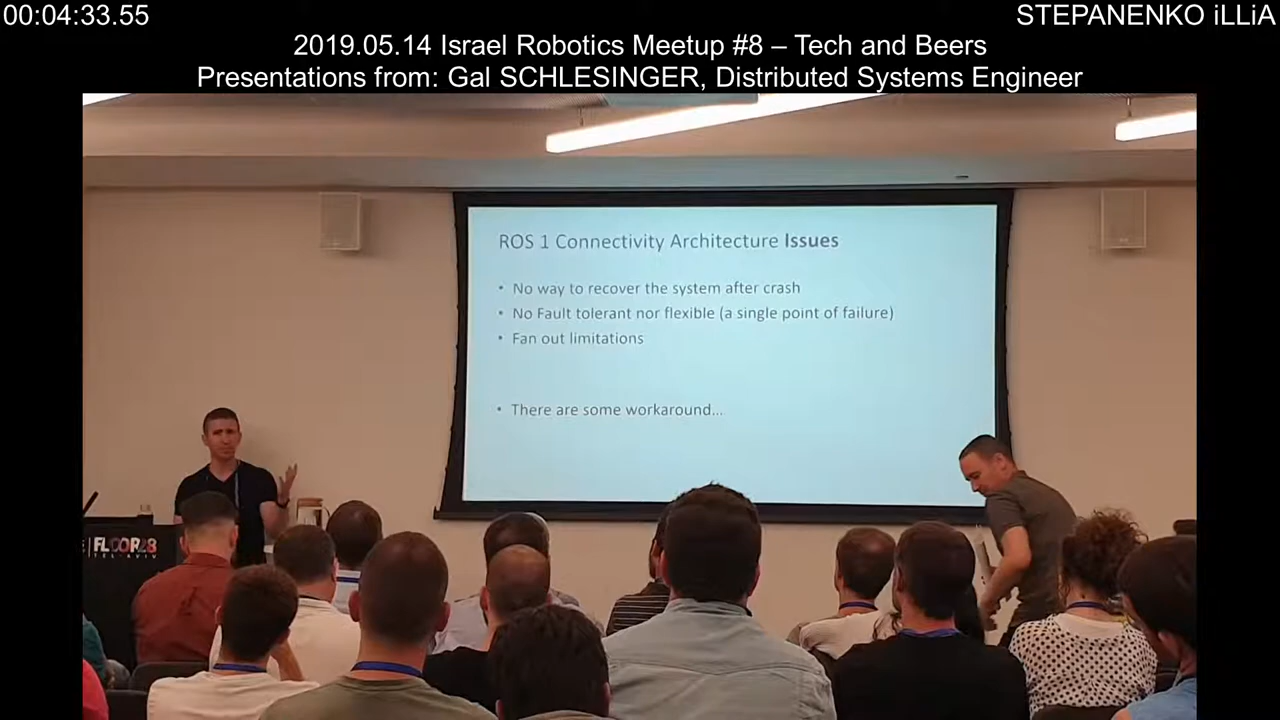 00:04:33.55
STEPANENKO iLLiA
2019.05.14 Israel Robotics Meetup #8 – Tech and Beers
Presentations from: Gal SCHLESINGER, Distributed Systems Engineer
ROS 1 Connectivity Architecture Issues
• No way to recover the system after crash
• No Fault tolerant nor flexible (a single point of failure)
• Fan out limitations
• There are some workaround...
FLOOR28
TEL·AVIV